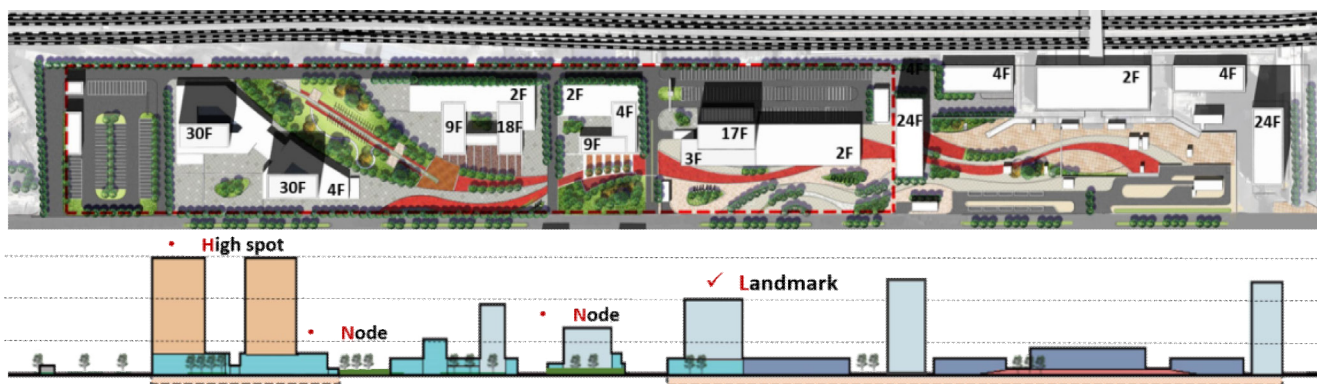 4F
4F
2F
4F
2F
2F
4F
30F
9F
18F
24F
24F
17F
9F
3F
2F
30F
4F
• High spot
✓ Landmark
• Node
• Node